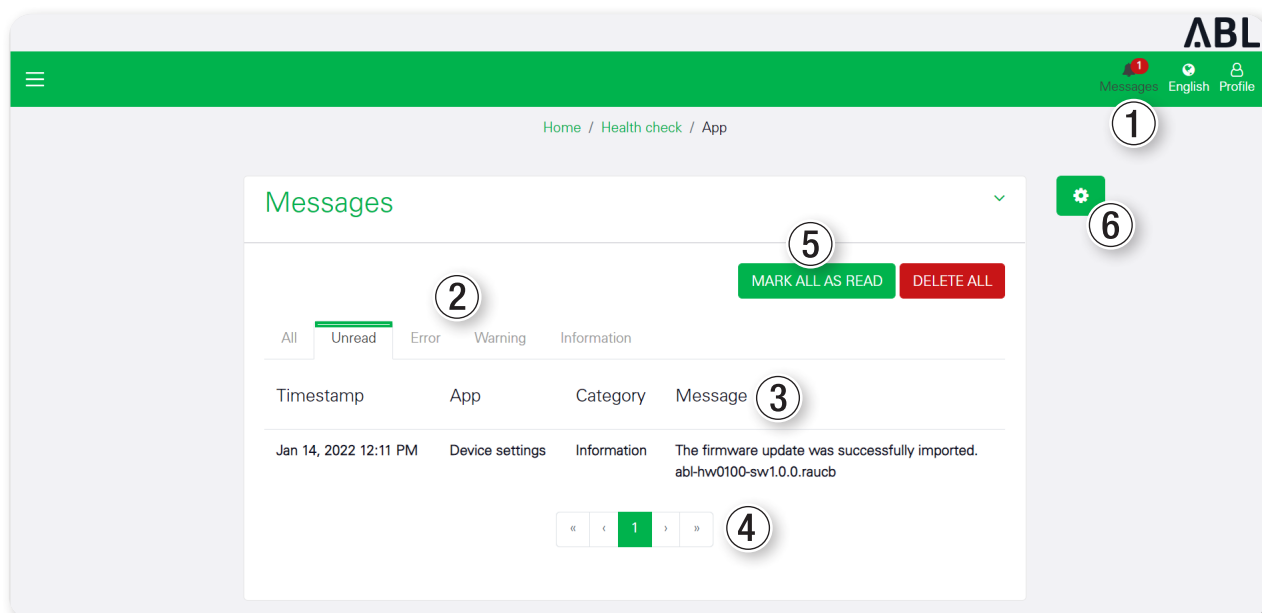 ABL
1
Messages English Profile
1
Home / Health check / App
Messages
6
5
MARK ALL AS READ DELETE ALL
2
All Unread Error Warning Information
Timestamp App Category Message
3
Jan 14, 2022 12:11 PM Device settings Information The firmware update was successfully imported.
abl-hw0100-sw1.0.0.raucb
« ‹ 1 › »
4